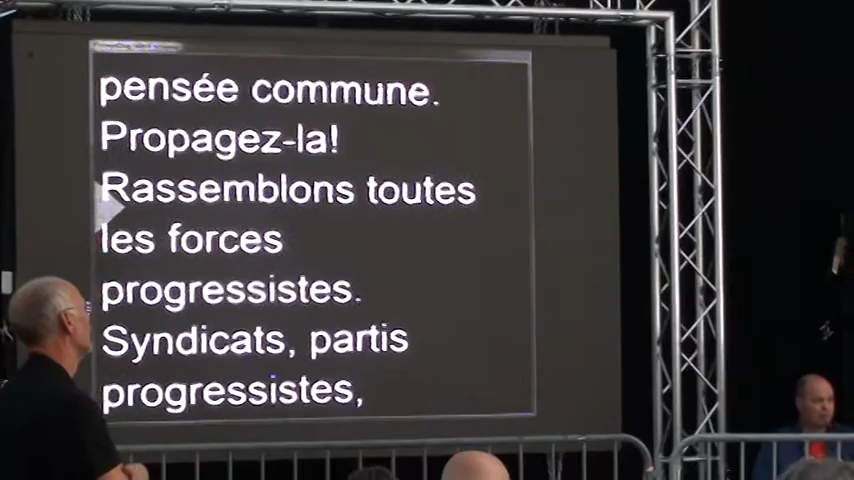 pensée commune.
Propagez-la!
Rassemblons toutes
les forces
progressistes.
Syndicats, partis
progressistes,